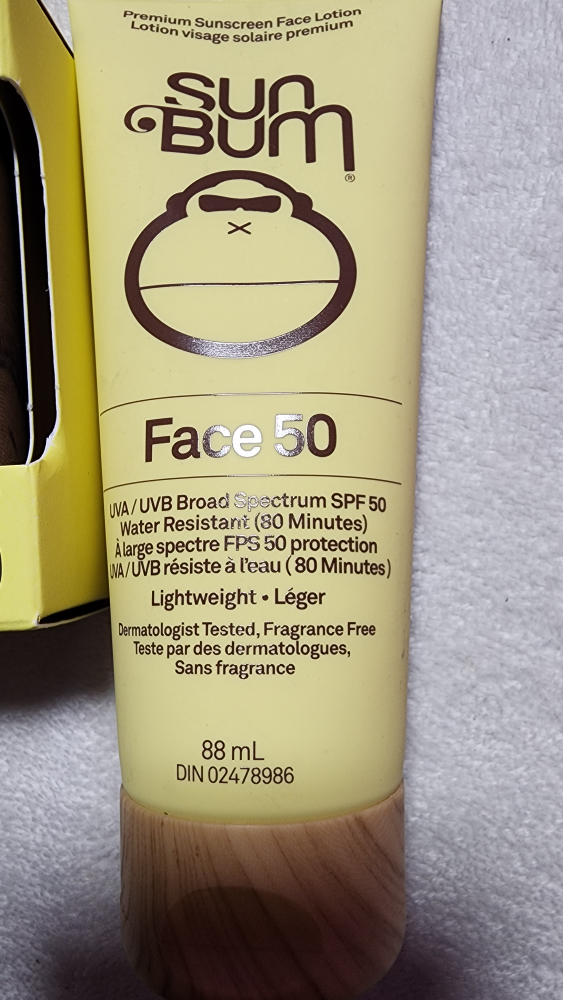 Premium Sunscreen Face Lotion
Lotion visage solaire premium
Sun
Bum®
Face 50
UVA / UVB Broad Spectrum SPF 50
Water Resistant (80 Minutes)
À large spectre FPS 50 protection
UVA / UVB résiste à l'eau (80 Minutes)
Lightweight • Léger
Dermatologist Tested, Fragrance Free
Teste par des dermatologues,
Sans fragrance
88 mL
DIN 02478986